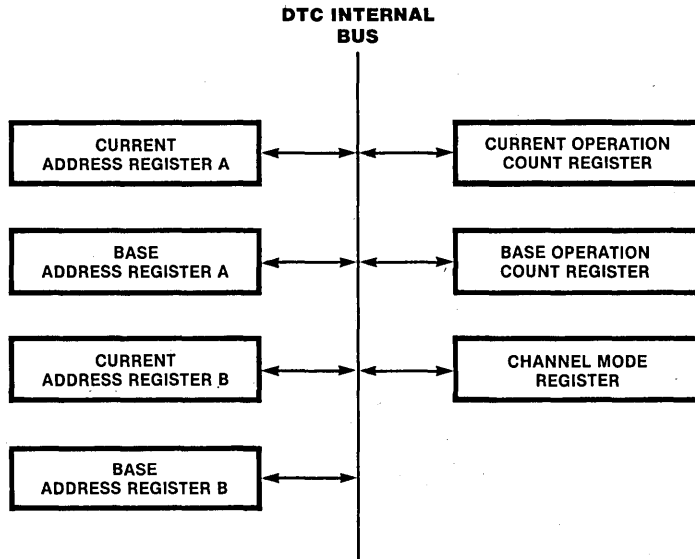 DTC INTERNAL
BUS
CURRENT
ADDRESS REGISTER A
CURRENT OPERATION
COUNT REGISTER
BASE
ADDRESS REGISTER A
BASE OPERATION
COUNT REGISTER
CURRENT
ADDRESS REGISTER B
CHANNEL MODE
REGISTER
BASE
ADDRESS REGISTER B